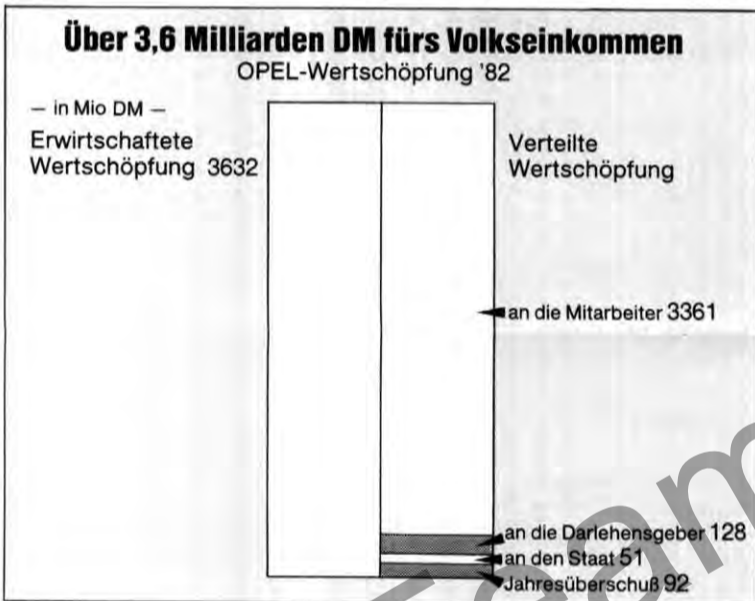 Über 3,6 Milliarden DM fürs Volkseinkommen
OPEL-Wertschöpfung '82
– in Mio DM –
Erwirtschaftete
Wertschöpfung 3632
Verteilte
Wertschöpfung
an die Mitarbeiter 3361
an die Darlehensgeber 128
an den Staat 51
Jahresüberschuß 92